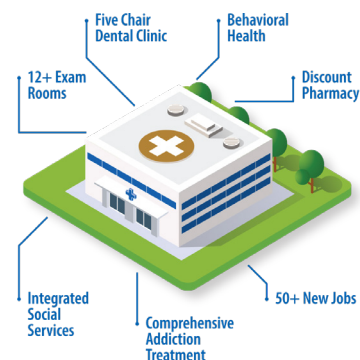 Five Chair
Dental Clinic
Behavioral
Health
12+ Exam
Rooms
Discount
Pharmacy
Integrated
Social
Services
Comprehensive
Addiction
Treatment
50+ New Jobs